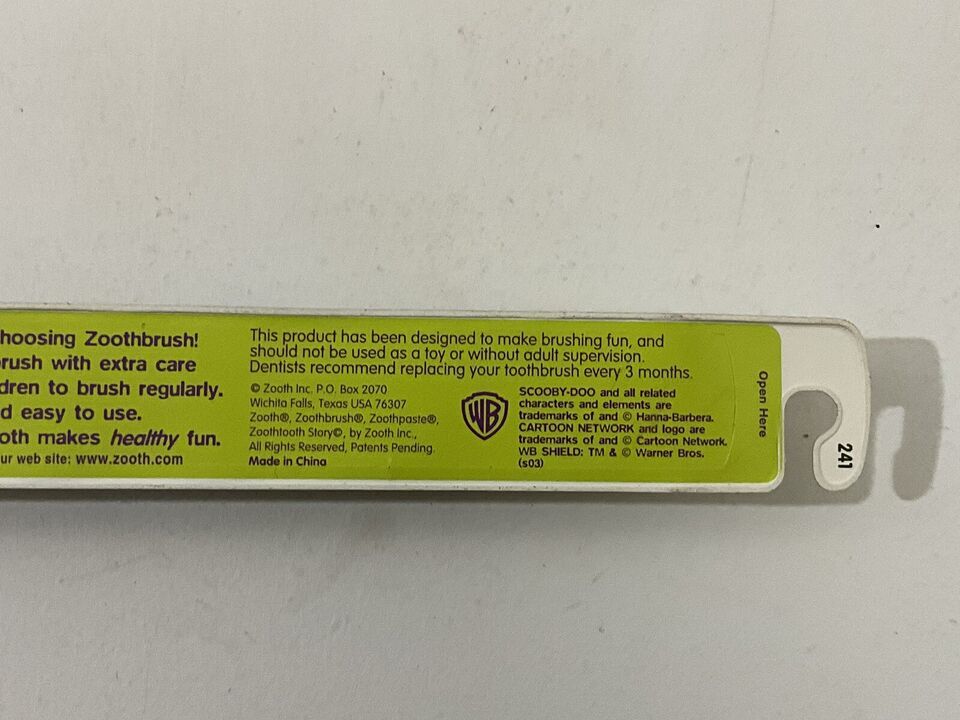 hoosing Zoothbrush!
rush with extra care
dren to brush regularly.
d easy to use.
oth makes healthy fun.
ur web site: www.zooth.com
This product has been designed to make brushing fun, and
should not be used as a toy or without adult supervision.
Dentists recommend replacing your toothbrush every 3 months.
© Zooth Inc. P.O. Box 2070
Wichita Falls, Texas USA 76307
Zooth®, Zoothbrush®, Zoothpaste®,
Zoothtooth Story©, by Zooth Inc.,
All Rights Reserved, Patents Pending.
Made in China
WB
SCOOBY-DOO and all related
characters and elements are
trademarks of and © Hanna-Barbera.
CARTOON NETWORK and logo are
trademarks of and © Cartoon Network.
WB SHIELD: TM & © Warner Bros.
(s03)
Open Here
241